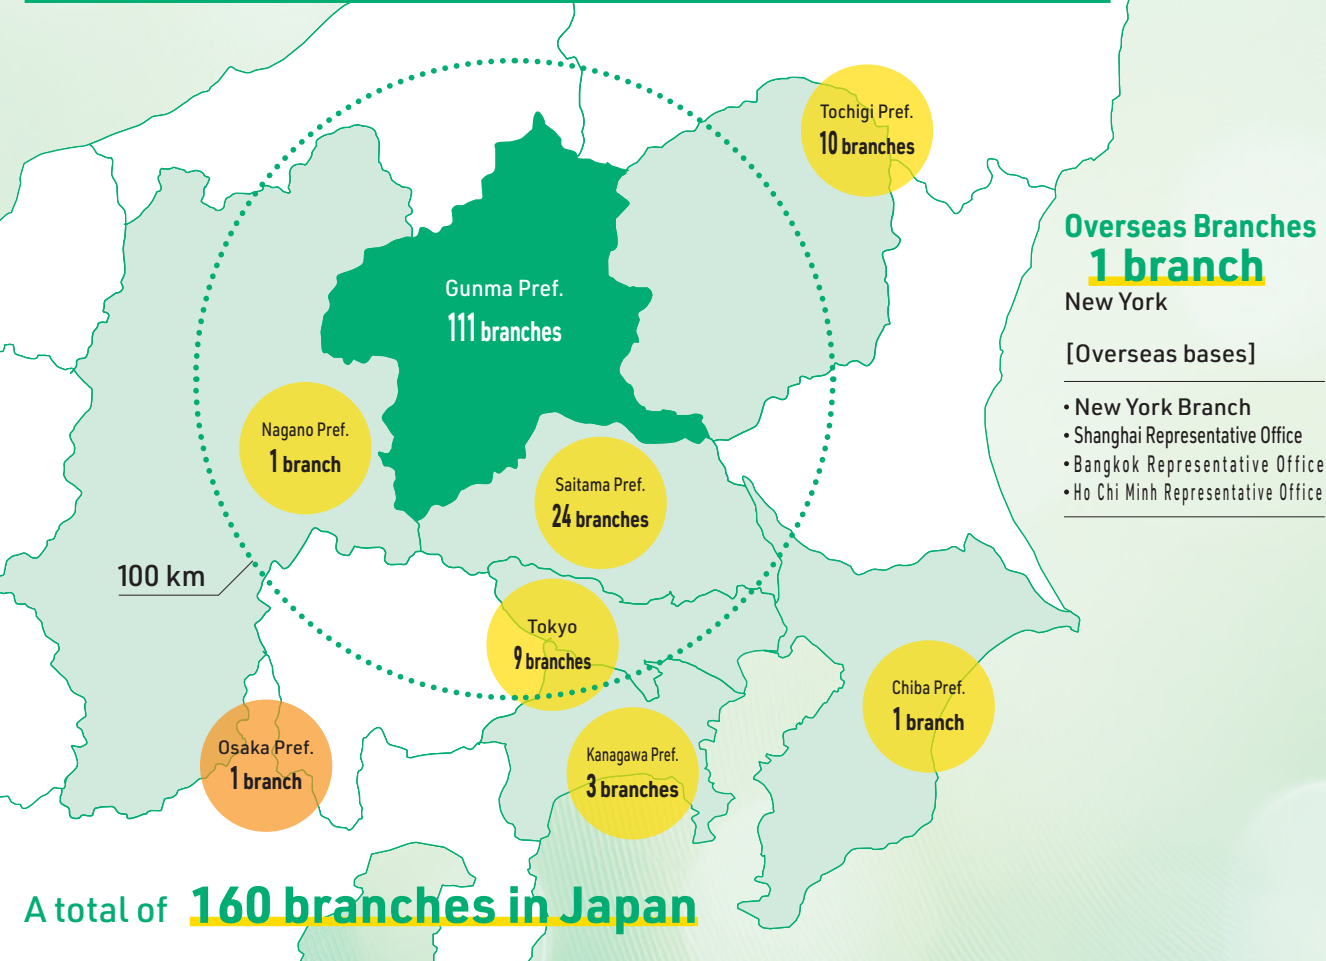 Tochigi Pref.
10 branches
Gunma Pref.
111 branches
Nagano Pref.
1 branch
Saitama Pref.
24 branches
100 km
Tokyo
9 branches
Chiba Pref.
1 branch
Osaka Pref.
1 branch
Kanagawa Pref.
3 branches
A total of 160 branches in Japan
Overseas Branches
1 branch
New York
[Overseas bases]
• New York Branch
• Shanghai Representative Office
• Bangkok Representative Office
• Ho Chi Minh Representative Office